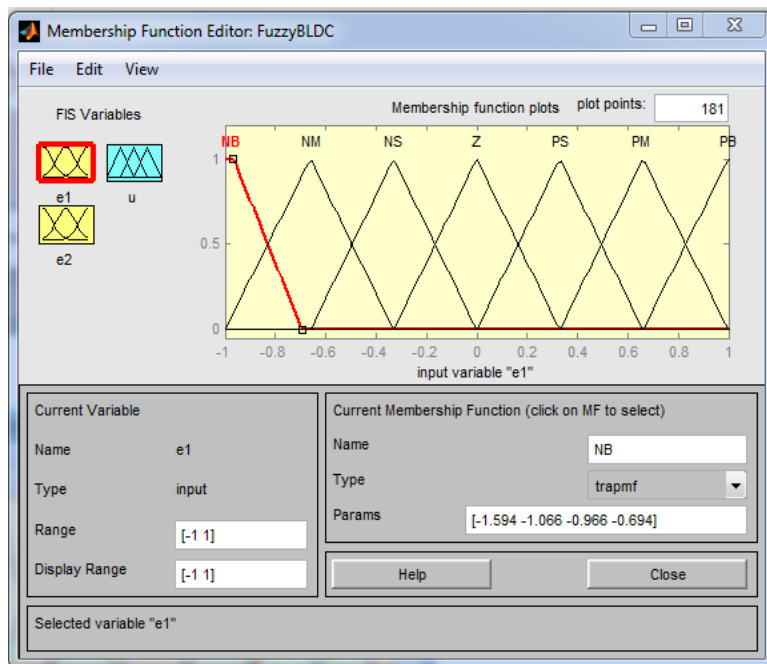 Membership Function Editor: FuzzyBLDC
File Edit View
FIS Variables
Membership function plots plot points: 181
e1
u
e2
NB NM NS Z PS PM PB
1
0.5
0
-1 -0.8 -0.6 -0.4 -0.2 0 0.2 0.4 0.6 0.8 1
input variable "e1"
Current Variable
Name e1
Type input
Range [-1 1]
Display Range [-1 1]
Current Membership Function (click on MF to select)
Name NB
Type trapmf
Params [-1.594 -1.066 -0.966 -0.694]
Help Close
Selected variable "e1"